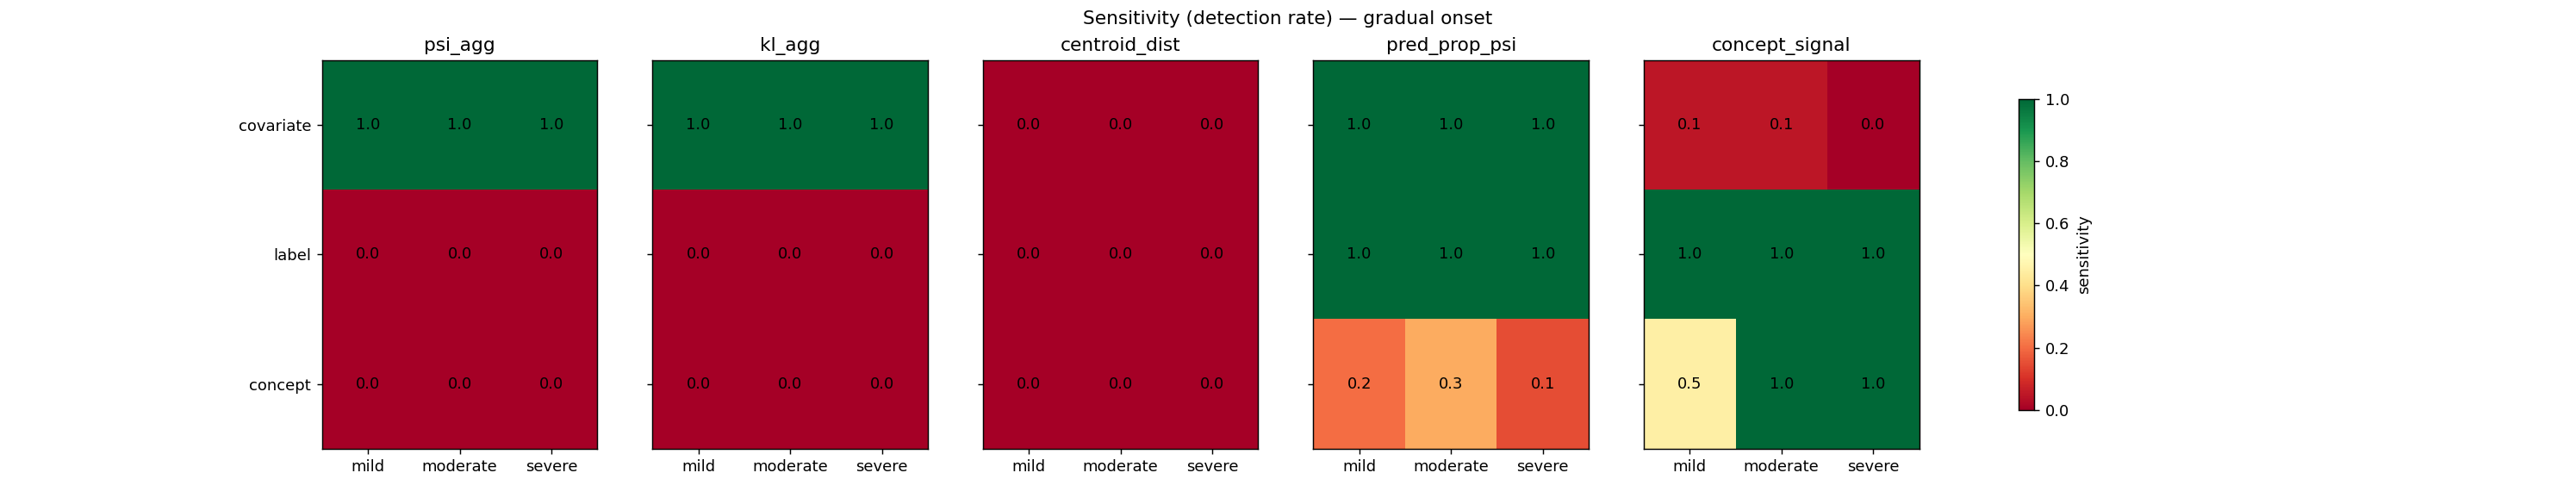 Sensitivity (detection rate) — gradual onset
psi_agg kl_agg centroid_dist pred_prop_psi concept_signal
covariate 1.0 1.0 1.0 1.0 1.0 1.0 0.0 0.0 0.0 1.0 1.0 1.0 0.1 0.1 0.0
label 0.0 0.0 0.0 0.0 0.0 0.0 0.0 0.0 0.0 1.0 1.0 1.0 1.0 1.0 1.0
concept 0.0 0.0 0.0 0.0 0.0 0.0 0.0 0.0 0.0 0.2 0.3 0.1 0.5 1.0 1.0
mild moderate severe mild moderate severe mild moderate severe mild moderate severe mild moderate severe
1.0
0.8
0.6
0.4
0.2
0.0
sensitivity